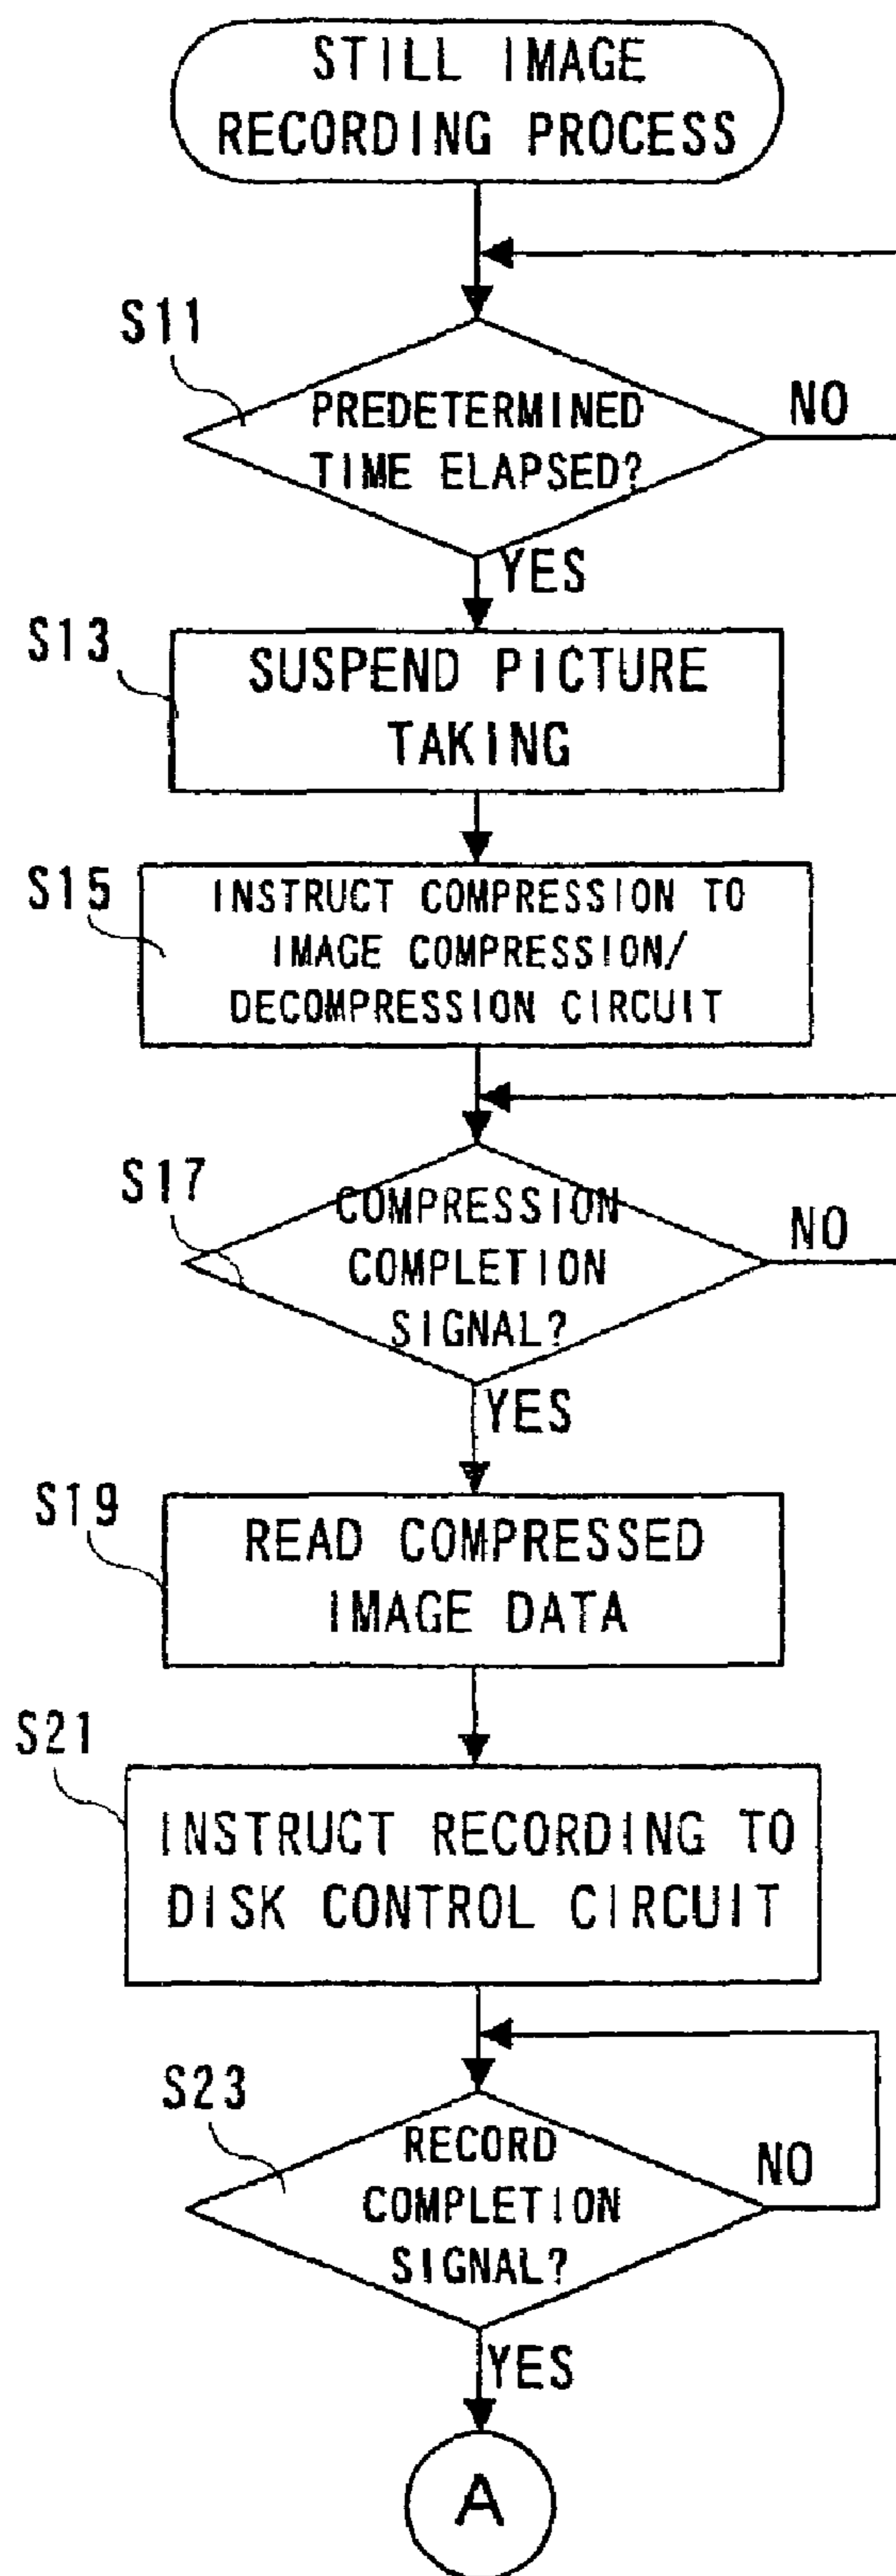 STILL IMAGE
RECORDING PROCESS
S11
PREDETERMINED
TIME ELAPSED?
NO
YES
S13
SUSPEND PICTURE
TAKING
S15
INSTRUCT COMPRESSION TO
IMAGE COMPRESSION/
DECOMPRESSION CIRCUIT
S17
COMPRESSION
COMPLETION
SIGNAL?
NO
YES
S19
READ COMPRESSED
IMAGE DATA
S21
INSTRUCT RECORDING TO
DISK CONTROL CIRCUIT
S23
RECORD
COMPLETION
SIGNAL?
NO
YES
A